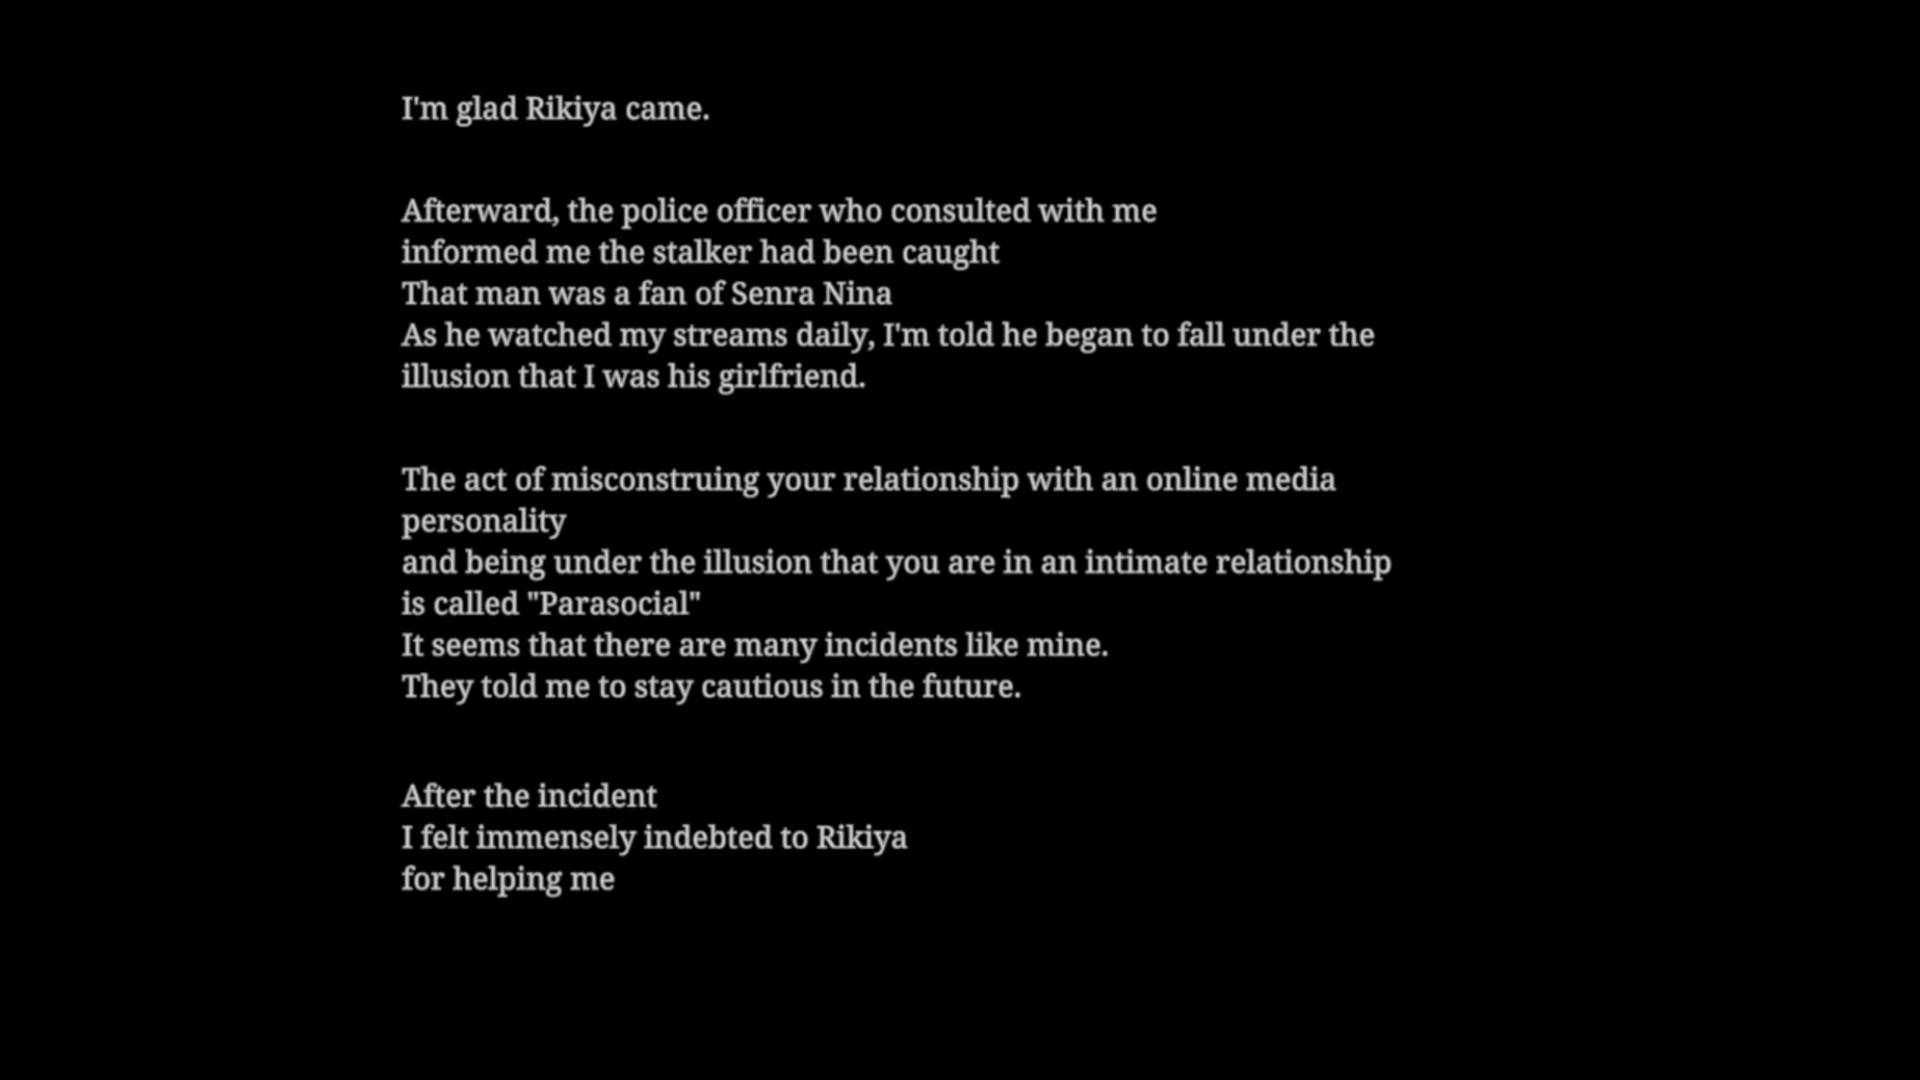 I'm glad Rikiya came.
Afterward, the police officer who consulted with me
informed me the stalker had been caught
That man was a fan of Senra Nina
As he watched my streams daily, I'm told he began to fall under the
illusion that I was his girlfriend.
The act of misconstruing your relationship with an online media
personality
and being under the illusion that you are in an intimate relationship
is called "Parasocial"
It seems that there are many incidents like mine.
They told me to stay cautious in the future.
After the incident
I felt immensely indebted to Rikiya
for helping me